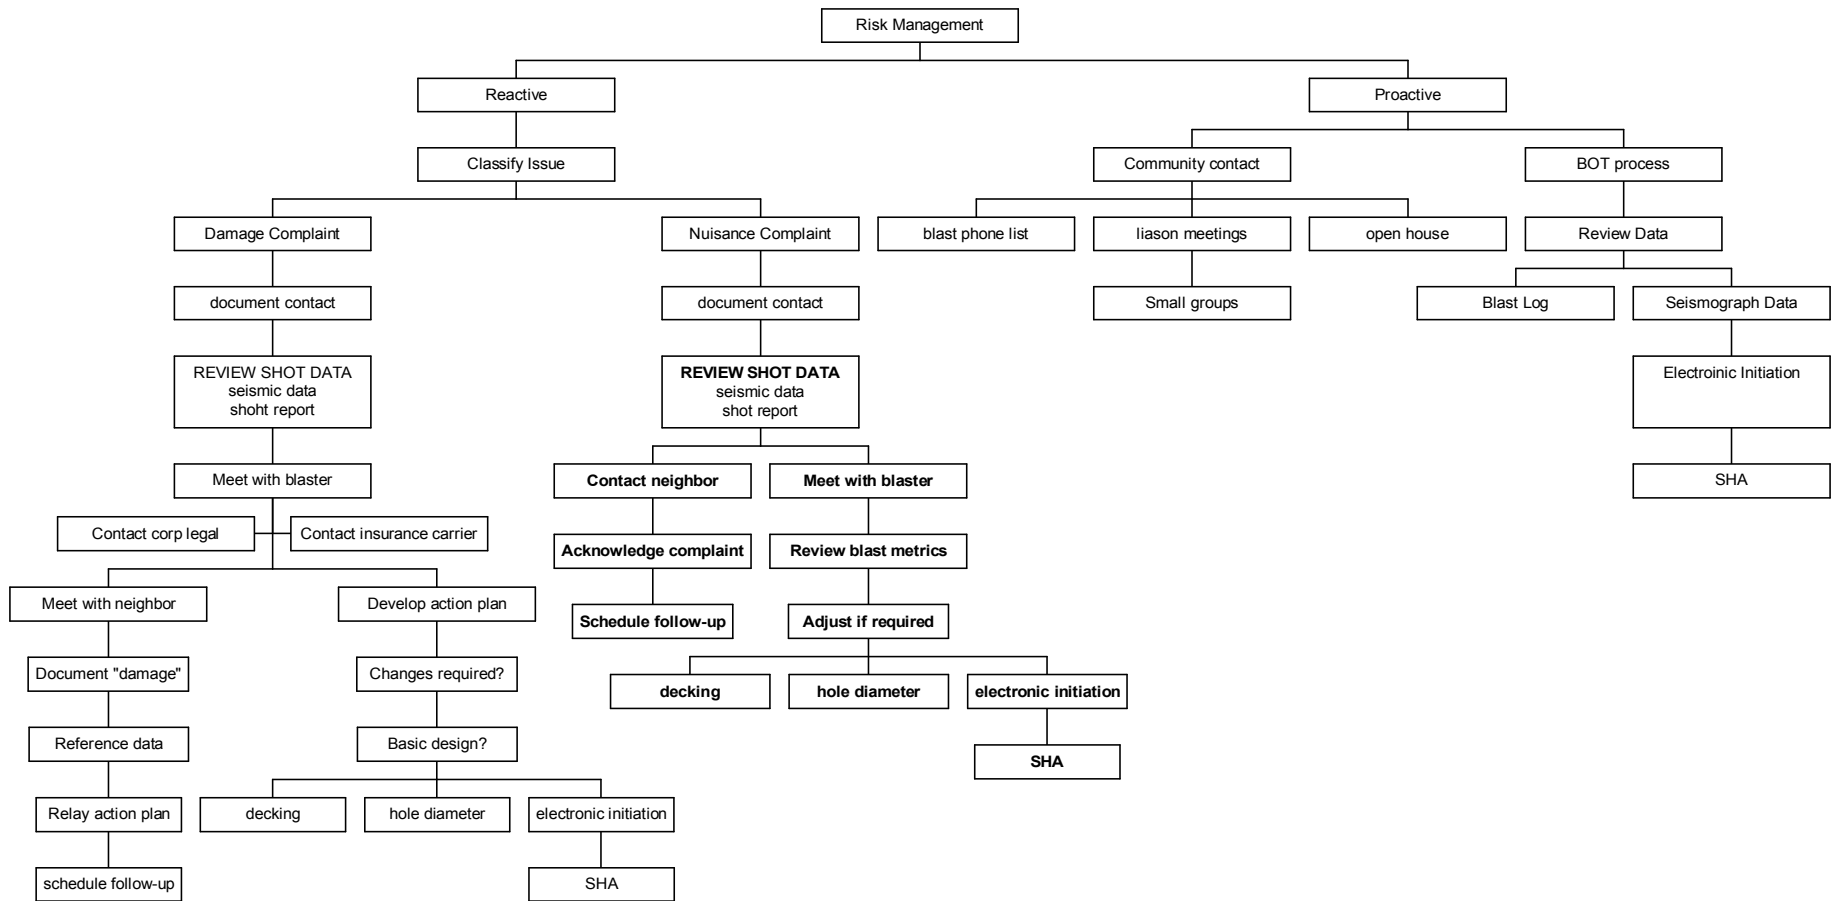 Risk Management
Reactive
Proactive
Classify Issue
Community contact
BOT process
Damage Complaint
Nuisance Complaint
blast phone list
liason meetings
open house
Review Data
document contact
document contact
Small groups
Blast Log
Seismograph Data
REVIEW SHOT DATA
seismic data
shoht report
REVIEW SHOT DATA
seismic data
shot report
Electroinic Initiation
Meet with blaster
Contact neighbor
Meet with blaster
SHA
Contact corp legal
Contact insurance carrier
Acknowledge complaint
Review blast metrics
Meet with neighbor
Develop action plan
Schedule follow-up
Adjust if required
Document "damage"
Changes required?
decking
hole diameter
electronic initiation
Reference data
Basic design?
SHA
Relay action plan
decking
hole diameter
electronic initiation
schedule follow-up
SHA